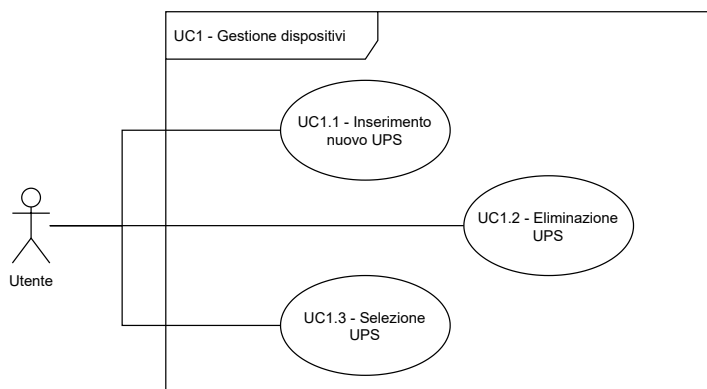 UC1 - Gestione dispositivi
UC1.1 - Inserimento
nuovo UPS
UC1.2 - Eliminazione
UPS
Utente
UC1.3 - Selezione
UPS